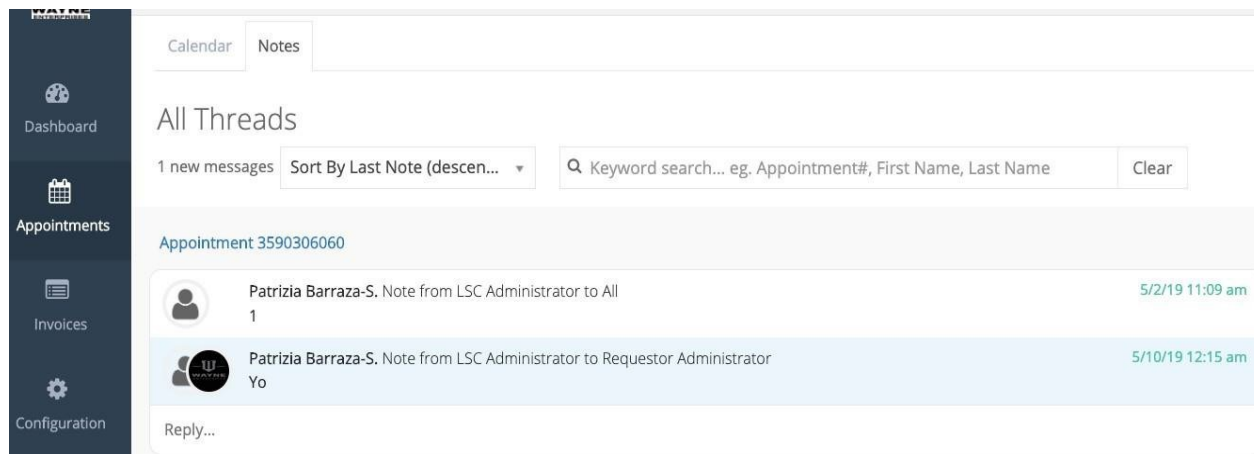 WAYNE
ENTERPRISES
Calendar
Notes
Dashboard
All Threads
1 new messages
Sort By Last Note (descen...
Keyword search... eg. Appointment#, First Name, Last Name
Clear
Appointments
Appointment 3590306060
Patrizia Barraza-S. Note from LSC Administrator to All
5/2/19 11:09 am
1
Invoices
Patrizia Barraza-S. Note from LSC Administrator to Requestor Administrator
5/10/19 12:15 am
WAYNE
Yo
Configuration
Reply...